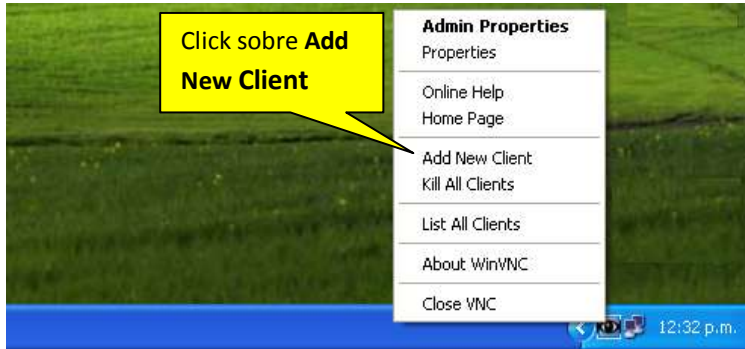 Click sobre Add
New Client
Admin Properties
Properties
Online Help
Home Page
Add New Client
Kill All Clients
List All Clients
About WinVNC
Close VNC
12:32 p.m.